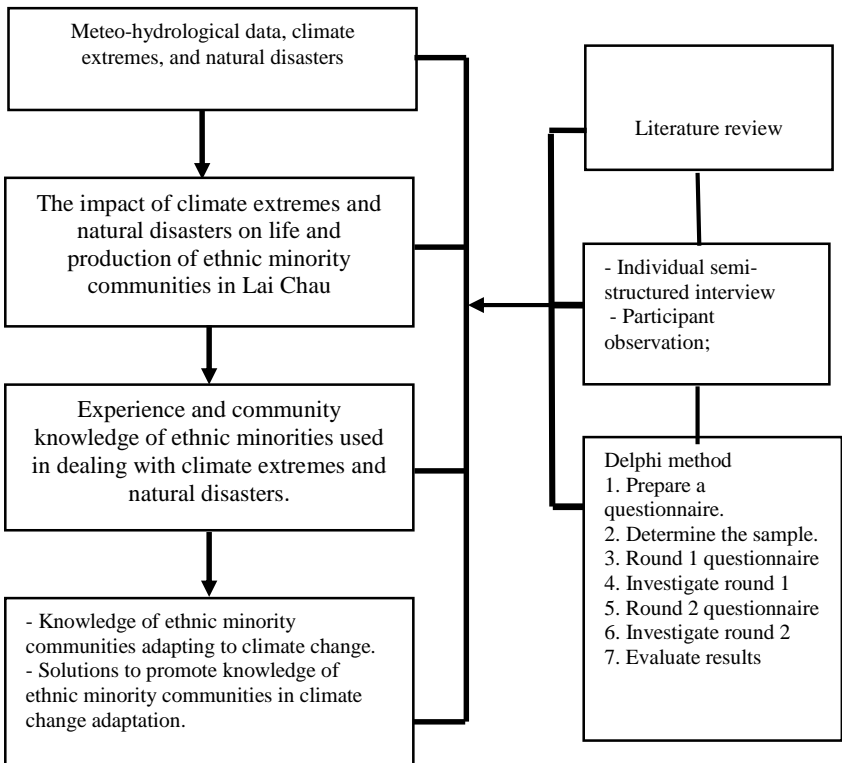 Meteo-hydrological data, climate
extremes, and natural disasters
The impact of climate extremes and
natural disasters on life and
production of ethnic minority
communities in Lai Chau
Experience and community
knowledge of ethnic minorities used
in dealing with climate extremes and
natural disasters.
- Knowledge of ethnic minority
communities adapting to climate change.
- Solutions to promote knowledge of
ethnic minority communities in climate
change adaptation.
Literature review
- Individual semi-
structured interview
- Participant
observation;
Delphi method
1. Prepare a
questionnaire.
2. Determine the sample.
3. Round 1 questionnaire
4. Investigate round 1
5. Round 2 questionnaire
6. Investigate round 2
7. Evaluate results